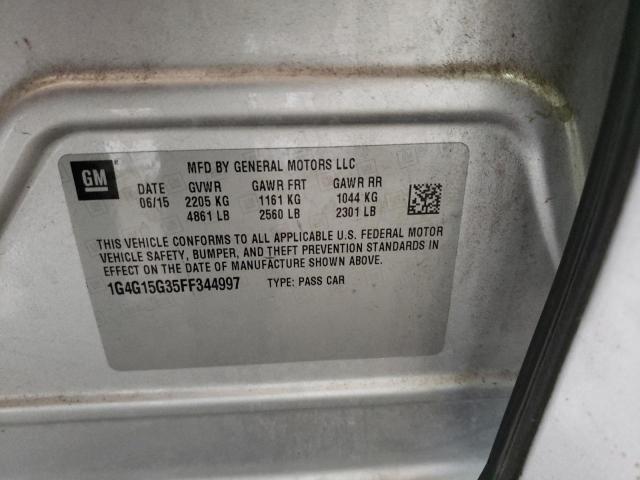 GM
MFD BY GENERAL MOTORS LLC
DATE GVWR GAWR FRT GAWR RR
06/15 2205 KG 1161 KG 1044 KG
4861 LB 2560 LB 2301 LB
THIS VEHICLE CONFORMS TO ALL APPLICABLE U.S. FEDERAL MOTOR
VEHICLE SAFETY, BUMPER, AND THEFT PREVENTION STANDARDS IN
EFFECT ON THE DATE OF MANUFACTURE SHOWN ABOVE.
1G4G15G35FF344997 TYPE: PASS CAR